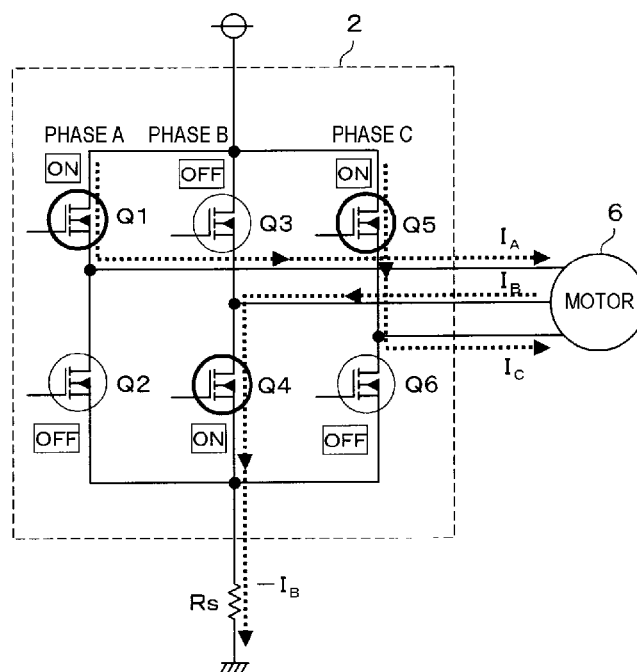 2
PHASE A PHASE B PHASE C
ON OFF ON
Q1 Q3 Q5
6
I_A
I_B
MOTOR
I_C
Q2 Q4 Q6
OFF ON OFF
Rs
−I_B